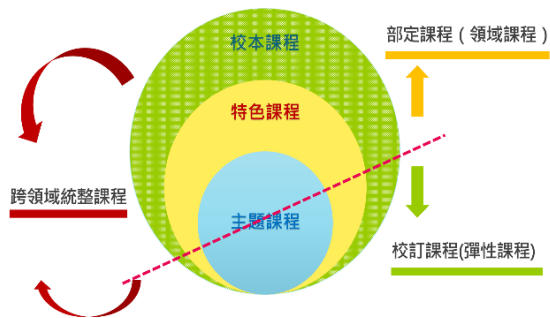 校本課程
部定課程（領域課程）
特色課程
跨領域統整課程
主題課程
校訂課程(彈性課程)